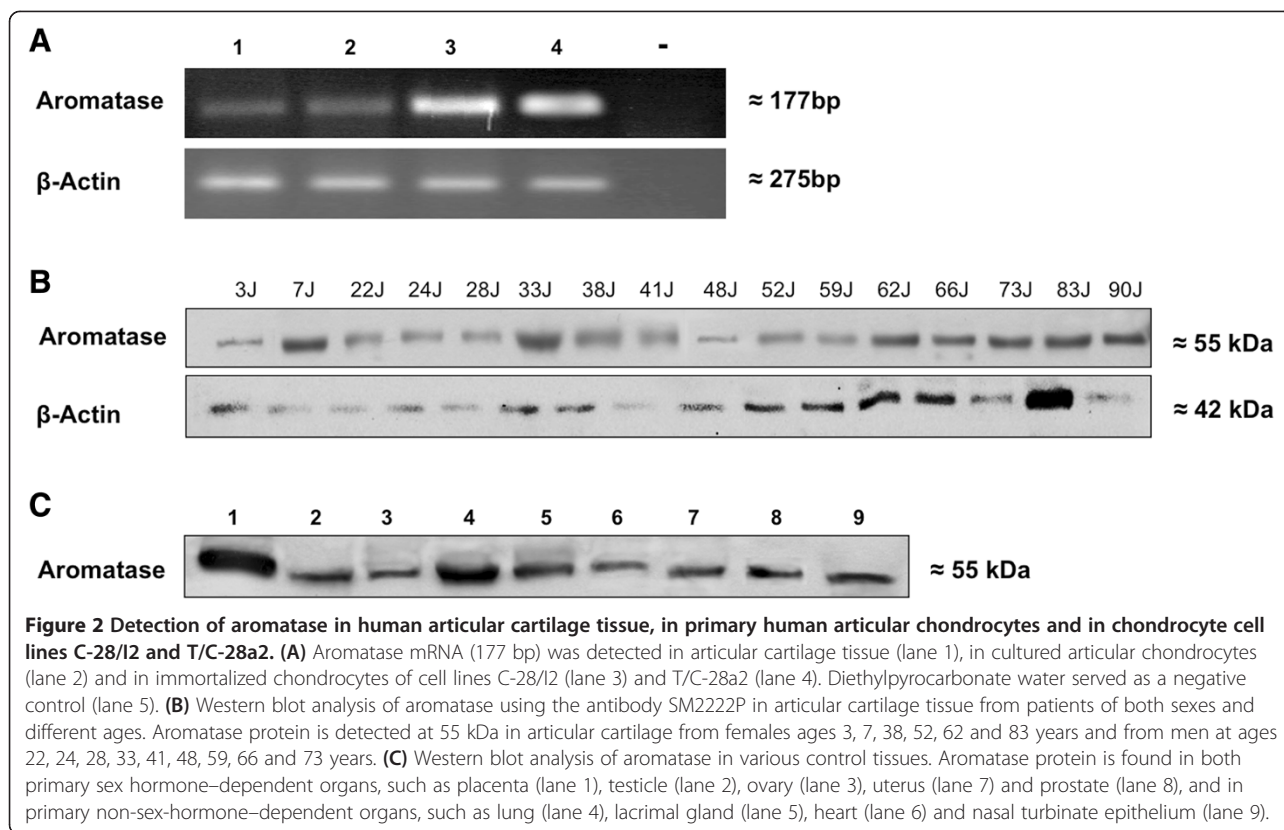 A
1 2 3 4 -
Aromatase ≈ 177bp
β-Actin ≈ 275bp
B
3J 7J 22J 24J 28J 33J 38J 41J 48J 52J 59J 62J 66J 73J 83J 90J
Aromatase ≈ 55 kDa
β-Actin ≈ 42 kDa
C
1 2 3 4 5 6 7 8 9
Aromatase ≈ 55 kDa
Figure 2 Detection of aromatase in human articular cartilage tissue, in primary human articular chondrocytes and in chondrocyte cell
lines C-28/I2 and T/C-28a2. (A) Aromatase mRNA (177 bp) was detected in articular cartilage tissue (lane 1), in cultured articular chondrocytes
(lane 2) and in immortalized chondrocytes of cell lines C-28/I2 (lane 3) and T/C-28a2 (lane 4). Diethylpyrocarbonate water served as a negative
control (lane 5). (B) Western blot analysis of aromatase using the antibody SM2222P in articular cartilage tissue from patients of both sexes and
different ages. Aromatase protein is detected at 55 kDa in articular cartilage from females ages 3, 7, 38, 52, 62 and 83 years and from men at ages
22, 24, 28, 33, 41, 48, 59, 66 and 73 years. (C) Western blot analysis of aromatase in various control tissues. Aromatase protein is found in both
primary sex hormone–dependent organs, such as placenta (lane 1), testicle (lane 2), ovary (lane 3), uterus (lane 7) and prostate (lane 8), and in
primary non-sex-hormone–dependent organs, such as lung (lane 4), lacrimal gland (lane 5), heart (lane 6) and nasal turbinate epithelium (lane 9).